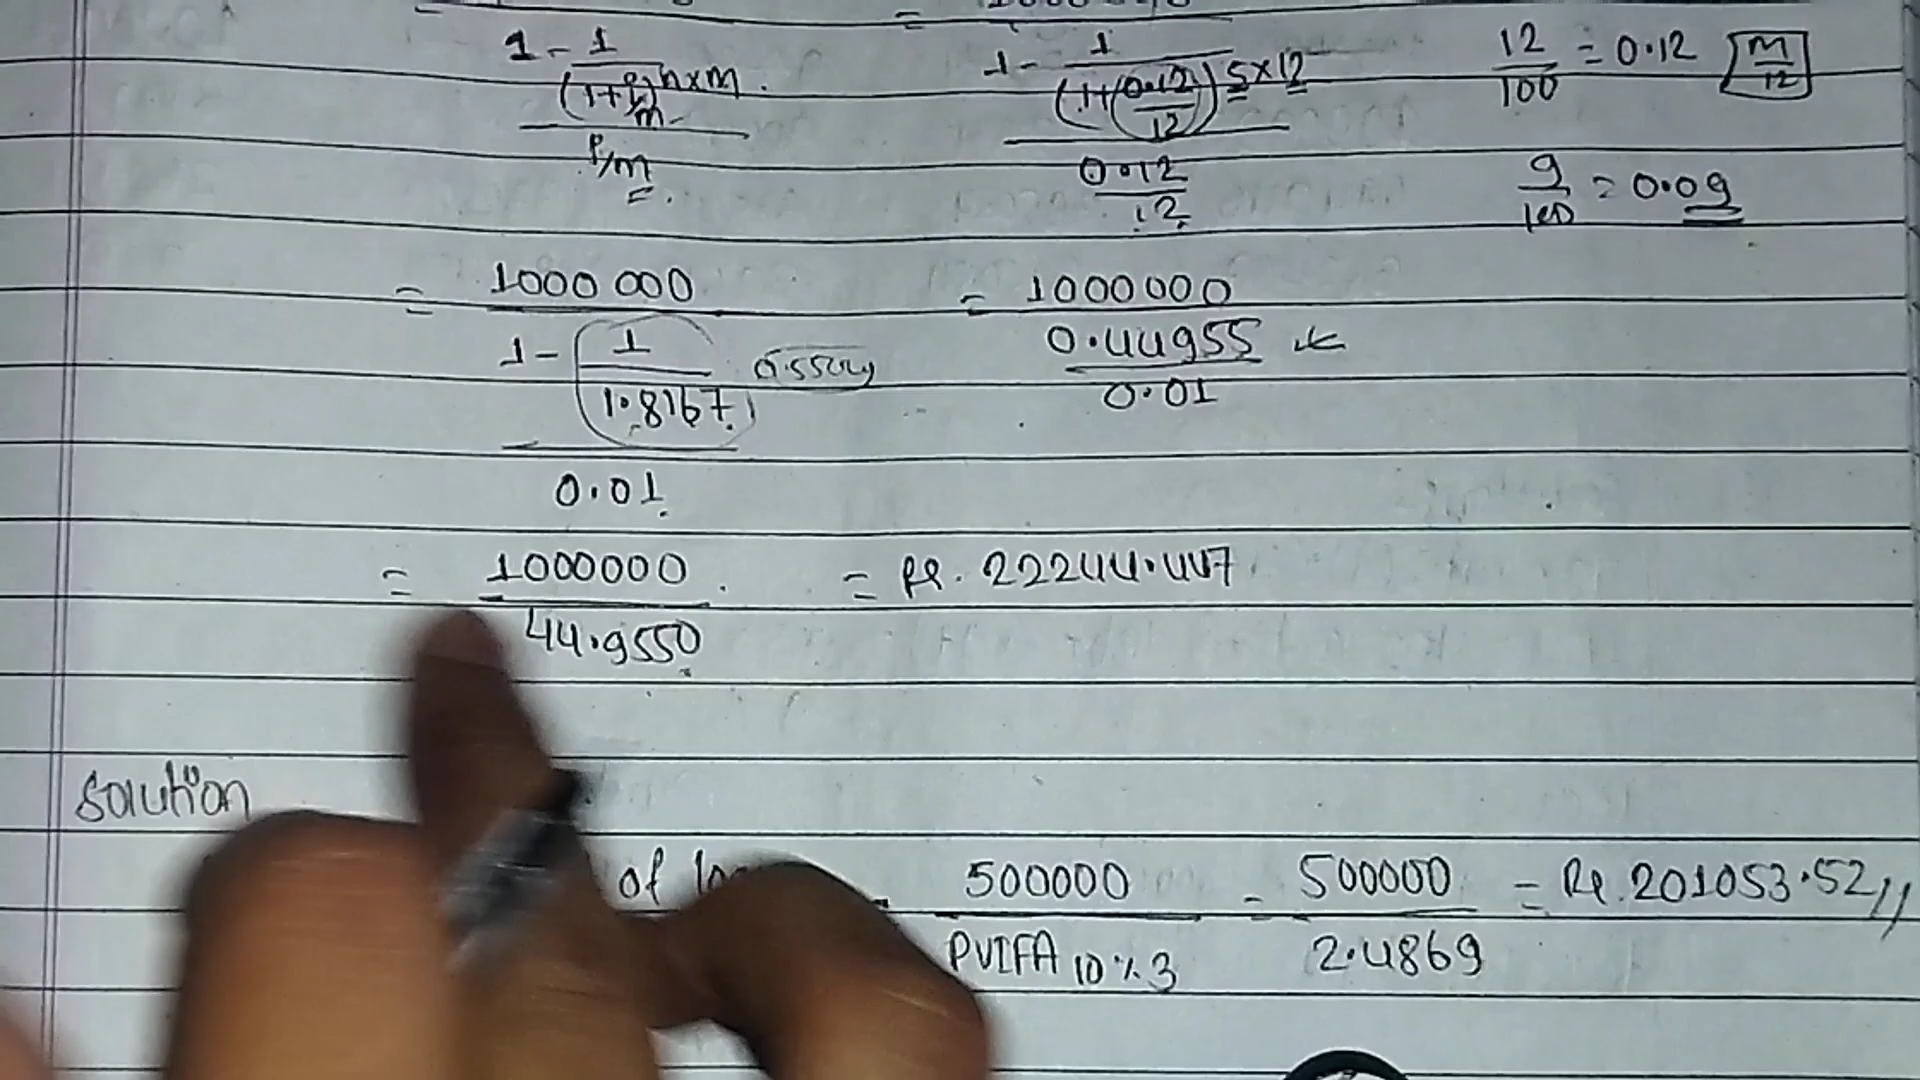 1 - 1 1 - 1 12 = 0.12 m
(1+i/m)n×m . (1+(0.12/12))5×12 100 12
i/m 0.12 9 = 0.09
12 100
= 1000 000 = 1000000
1 - 1 0.44955
1.8167 0.01
0.01
= 1000000 . = Rs. 22244.447
44.9550
Solution
of = 500000 = 500000 = Rs. 201053.52//
PVIFA 10% 3 2.4869